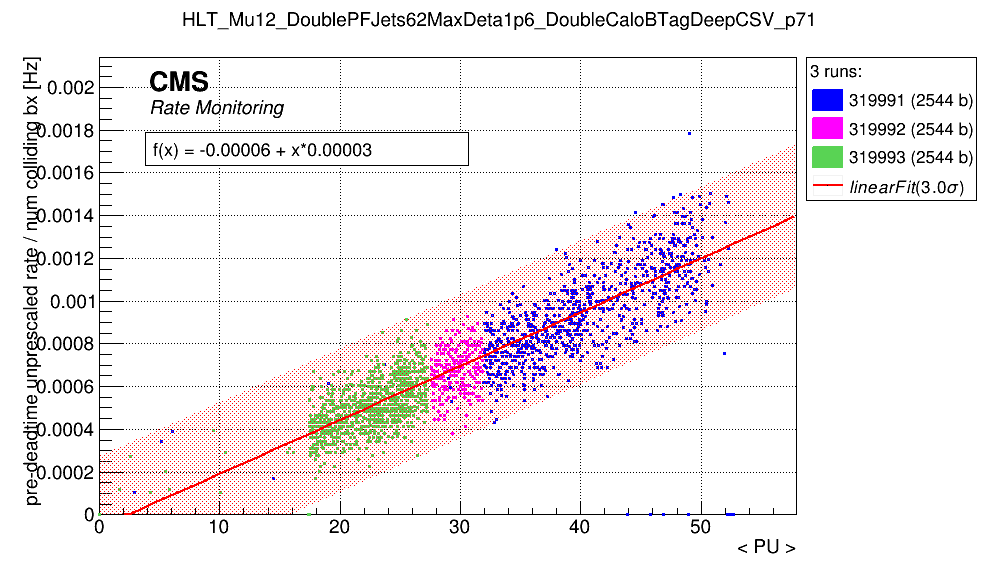 HLT_Mu12_DoublePFJets62MaxDeta1p6_DoubleCaloBTagDeepCSV_p71
pre-deadtime unprescaled rate / num colliding bx [Hz]
0.002
0.0018
0.0016
0.0014
0.0012
0.001
0.0008
0.0006
0.0004
0.0002
0
CMS
Rate Monitoring
f(x) = -0.00006 + x*0.00003
3 runs:
319991 (2544 b)
319992 (2544 b)
319993 (2544 b)
linearFit(3.0σ)
0 10 20 30 40 50
< PU >